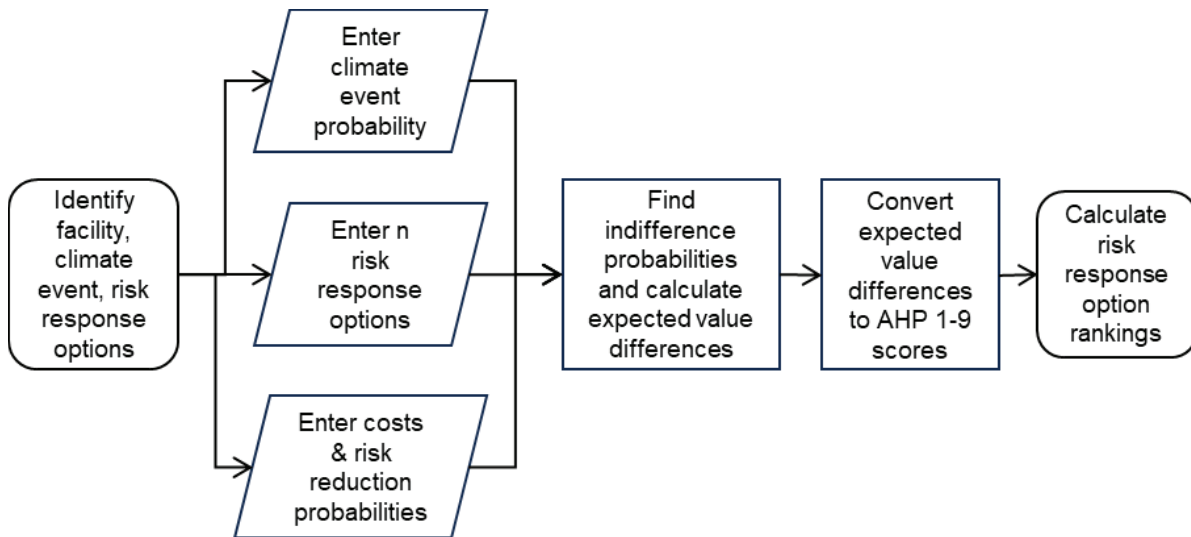 Identify
facility,
climate
event, risk
response
options
Enter
climate
event
probability
Enter n
risk
response
options
Enter costs
& risk
reduction
probabilities
Find
indifference
probabilities
and calculate
expected value
differences
Convert
expected
value
differences
to AHP 1-9
scores
Calculate
risk
response
option
rankings